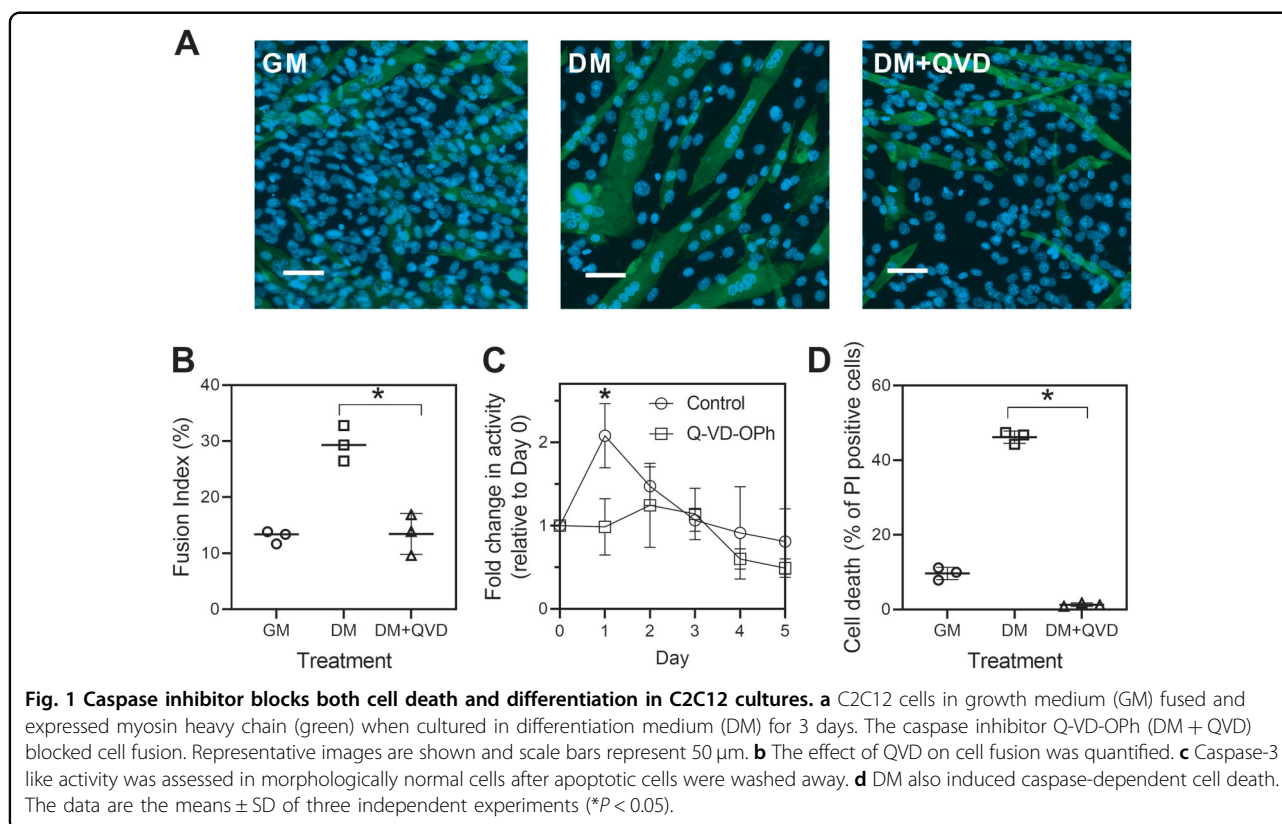 A
GM
DM
DM+QVD
B
Fusion Index (%)
40
30
20
10
0
GM
DM
DM+QVD
Treatment
*
C
Fold change in activity
(relative to Day 0)
2
1
0
0
1
2
3
4
5
Day
*
Control
Q-VD-OPh
D
Cell death (% of PI positive cells)
60
40
20
0
GM
DM
DM+QVD
Treatment
*
Fig. 1 Caspase inhibitor blocks both cell death and differentiation in C2C12 cultures. a C2C12 cells in growth medium (GM) fused and
expressed myosin heavy chain (green) when cultured in differentiation medium (DM) for 3 days. The caspase inhibitor Q-VD-OPh (DM + QVD)
blocked cell fusion. Representative images are shown and scale bars represent 50 µm. b The effect of QVD on cell fusion was quantified. c Caspase-3
like activity was assessed in morphologically normal cells after apoptotic cells were washed away. d DM also induced caspase-dependent cell death.
The data are the means ± SD of three independent experiments (*P < 0.05).